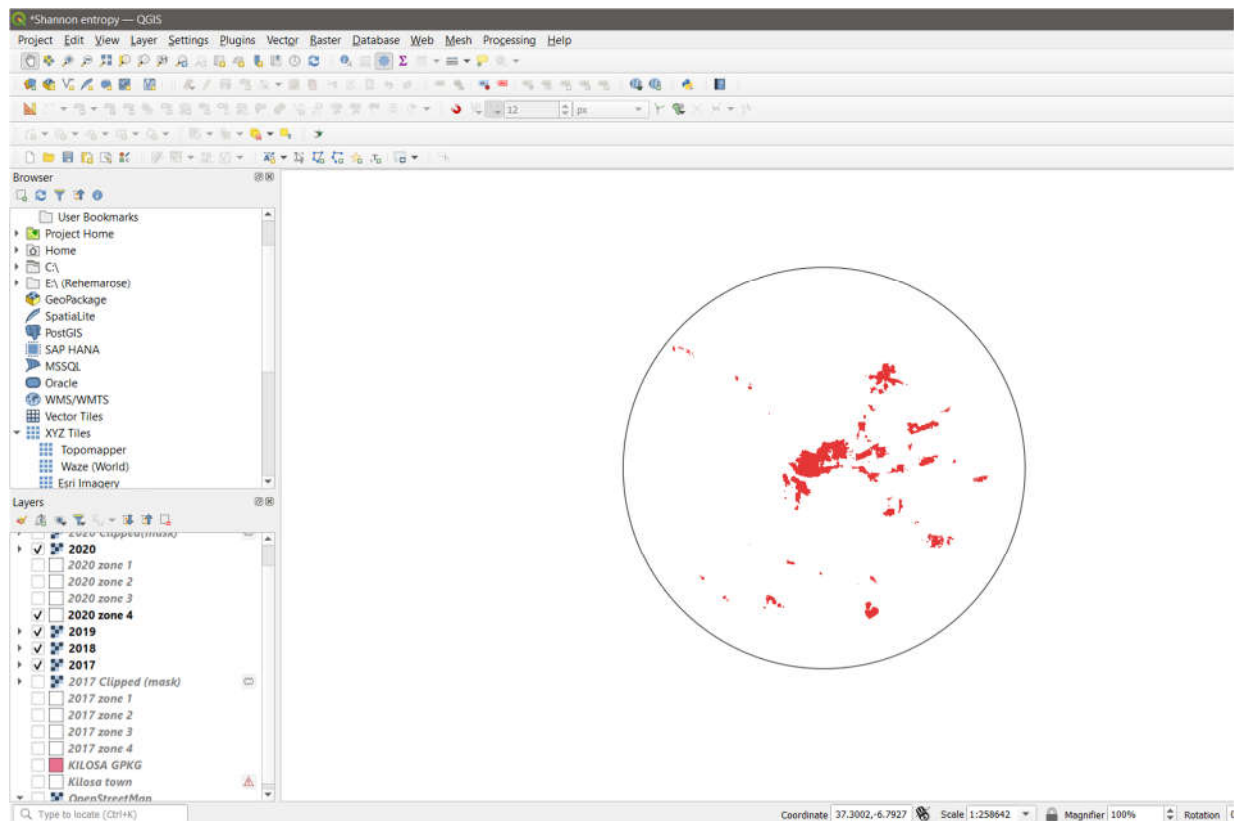 *Shannon entropy — QGIS
Project Edit View Layer Settings Plugins Vector Raster Database Web Mesh Processing Help
12 px
Browser
User Bookmarks
Project Home
Home
C:\
E:\ (Rehemarose)
GeoPackage
SpatiaLite
PostGIS
SAP HANA
MSSQL
Oracle
WMS/WMTS
Vector Tiles
XYZ Tiles
Topomapper
Waze (World)
Esri Imagery
Layers
2020 Clipped(mask)
2020
2020 zone 1
2020 zone 2
2020 zone 3
2020 zone 4
2019
2018
2017
2017 Clipped (mask)
2017 zone 1
2017 zone 2
2017 zone 3
2017 zone 4
KILOSA GPKG
Kilosa town
OpenStreetMap
Type to locate (Ctrl+K) Coordinate 37.3002,-6.7927 Scale 1:258642 Magnifier 100% Rotation